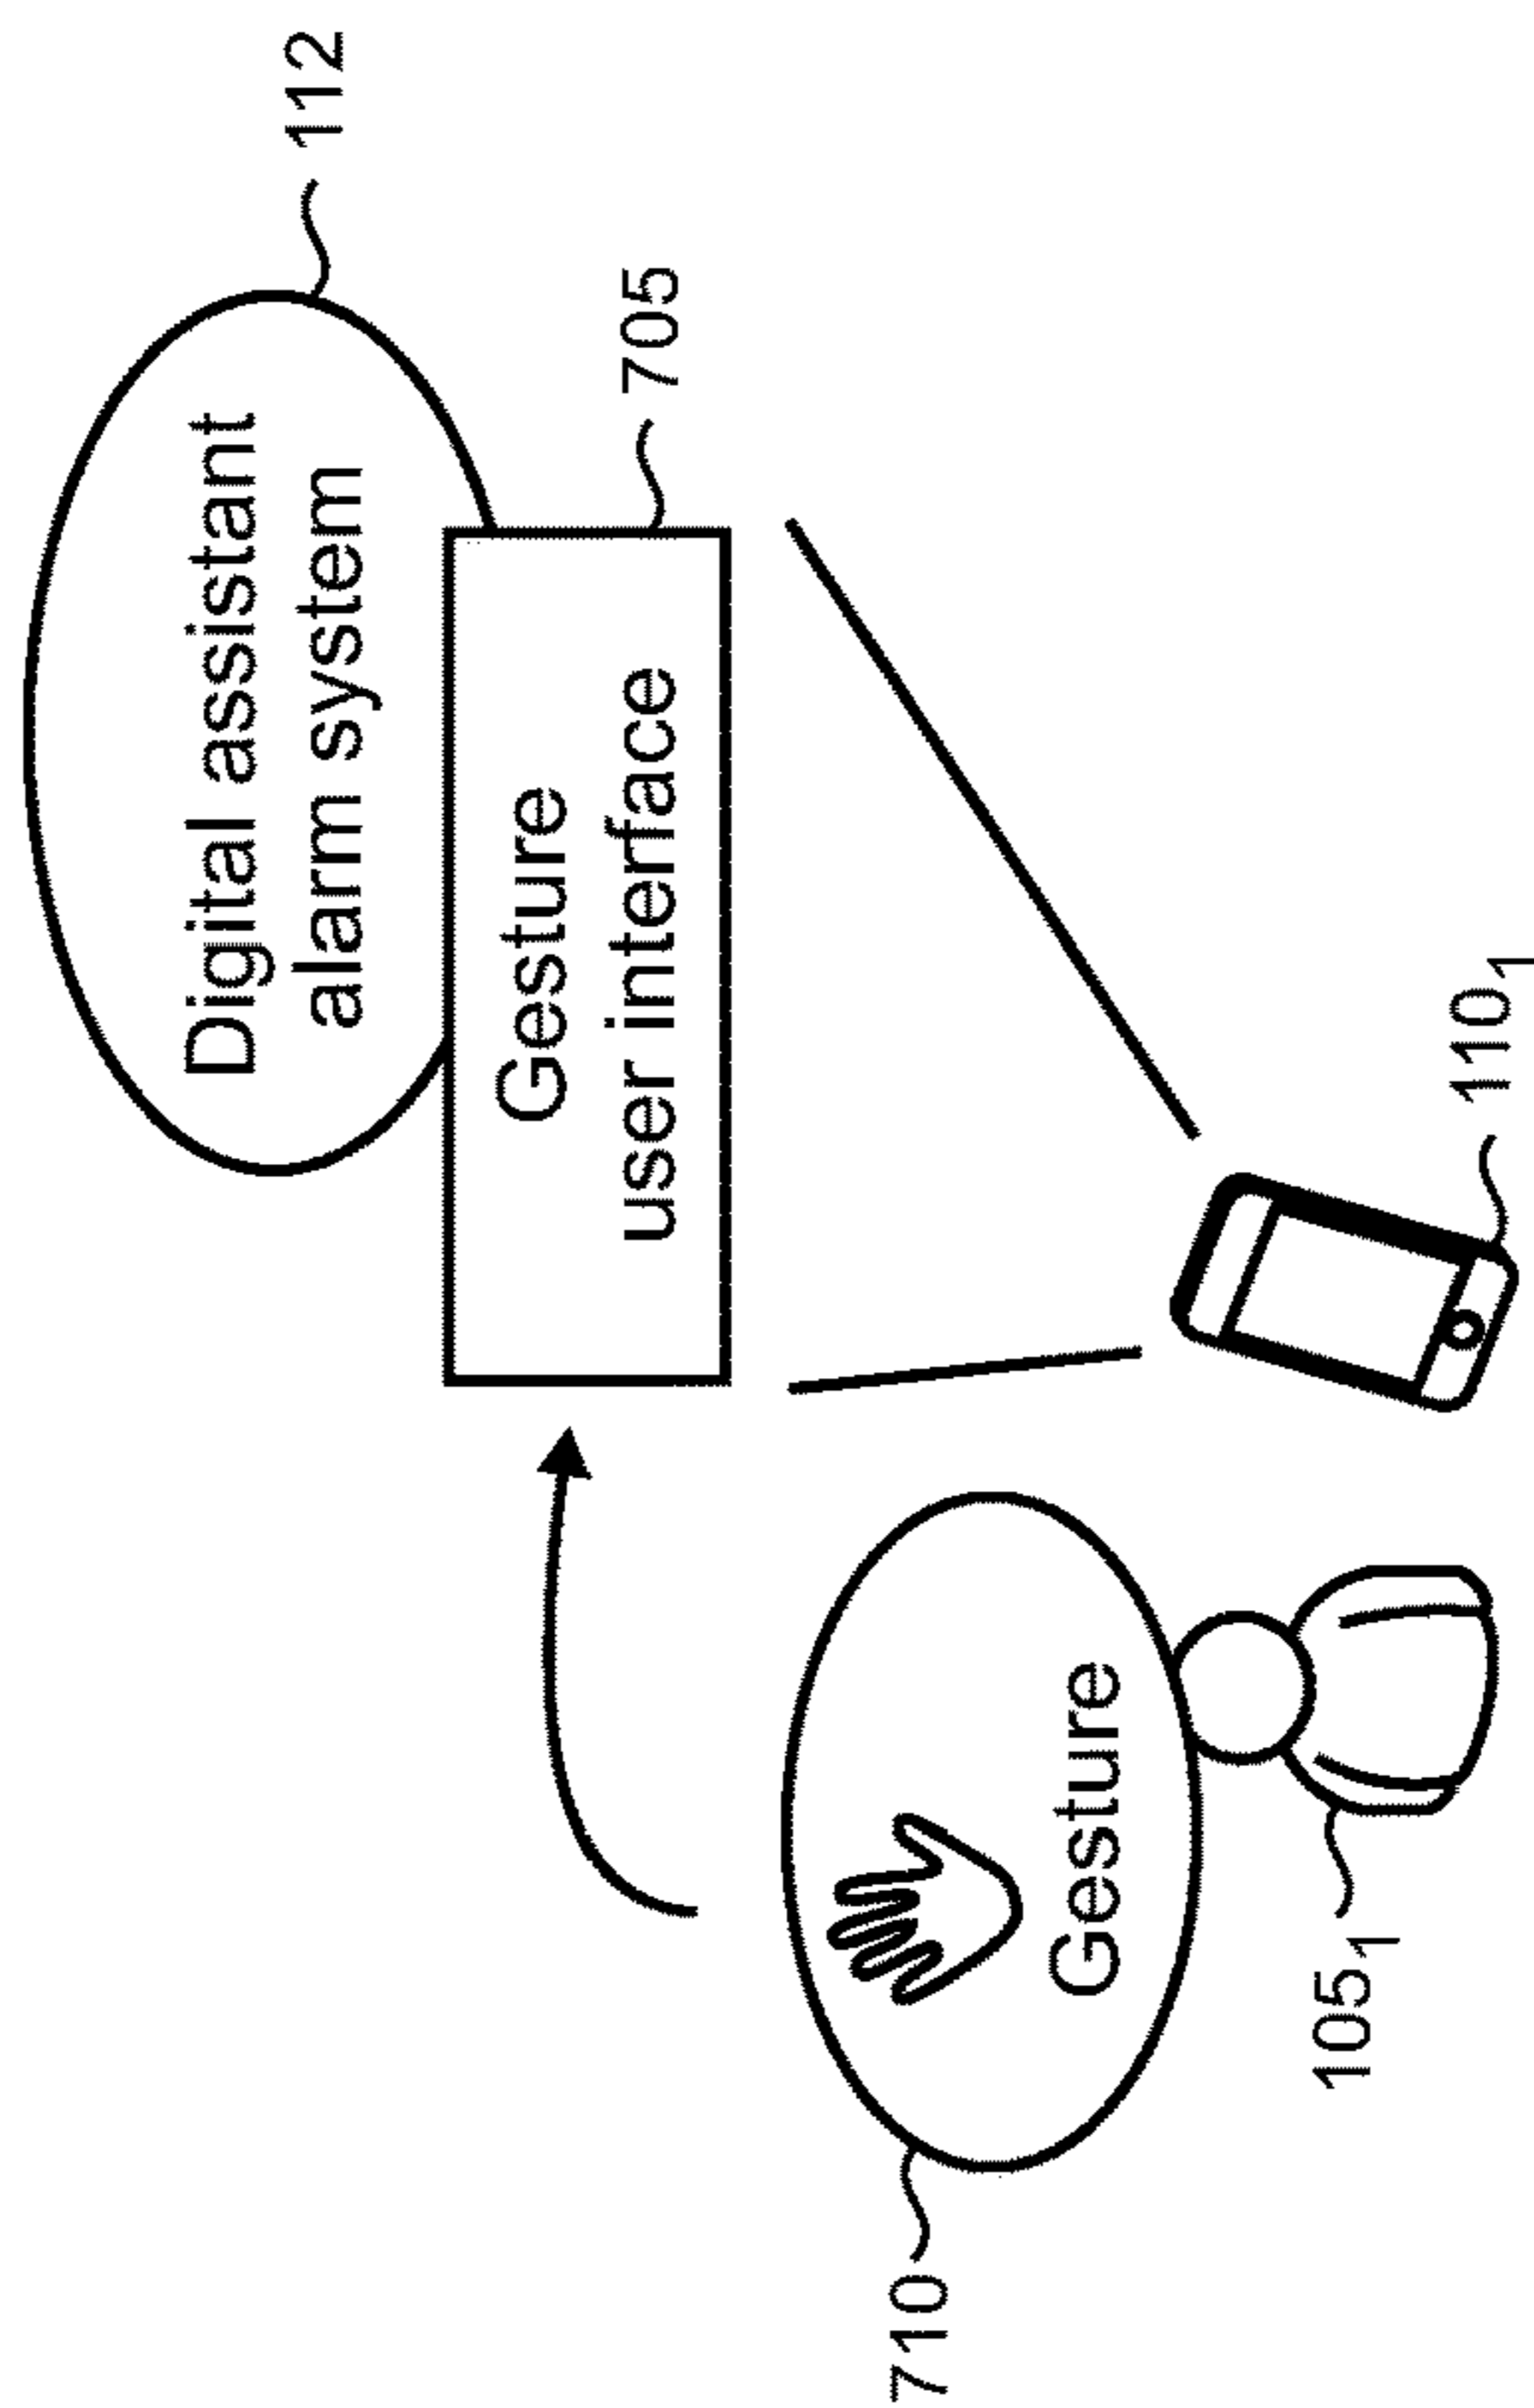 Digital assistant
alarm system
112
Gesture
user interface
705
710
Gesture
105₁
110₁